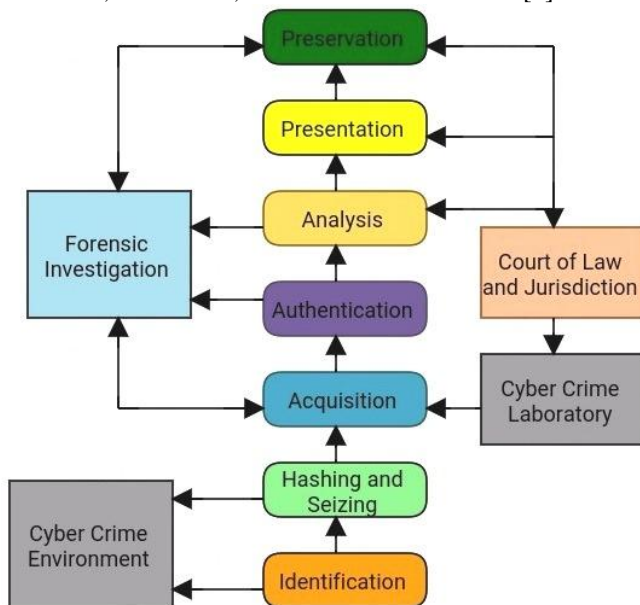 Preservation
Presentation
Analysis
Forensic
Investigation
Court of Law
and Jurisdiction
Authentication
Cyber Crime
Laboratory
Acquisition
Hashing and
Seizing
Cyber Crime
Environment
Identification